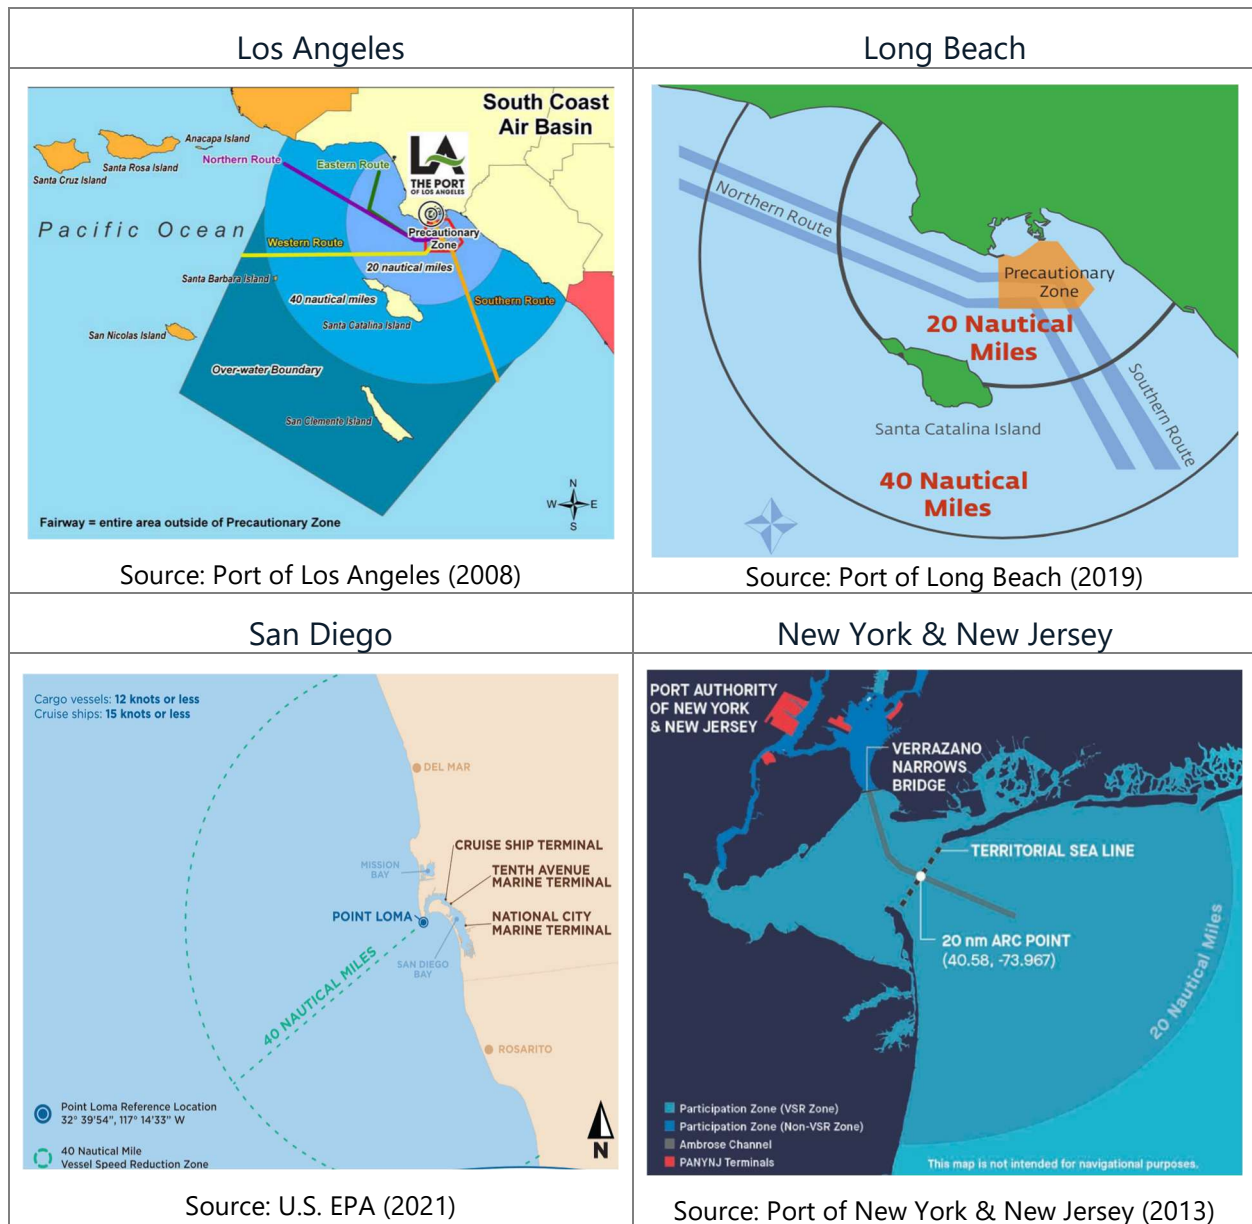 Los Angeles
South Coast
Air Basin
Anacapa Island
Santa Rosa Island
Santa Cruz Island
Northern Route
Eastern Route
LA
THE PORT
OF LOS ANGELES
Pacific Ocean
Precautionary
Zone
Western Route
20 nautical miles
Santa Barbara Island
40 nautical miles
Southern Route
Santa Catalina Island
San Nicolas Island
Over-water Boundary
San Clemente Island
N
W
E
S
Fairway = entire area outside of Precautionary Zone
Source: Port of Los Angeles (2008)
Long Beach
Northern Route
Precautionary
Zone
20 Nautical
Miles
Southern Route
Santa Catalina Island
40 Nautical
Miles
Source: Port of Long Beach (2019)
San Diego
Cargo vessels: 12 knots or less
Cruise ships: 15 knots or less
DEL MAR
CRUISE SHIP TERMINAL
MISSION
BAY
TENTH AVENUE
MARINE TERMINAL
POINT LOMA
NATIONAL CITY
MARINE TERMINAL
SAN DIEGO
BAY
40 NAUTICAL MILES
ROSARITO
Point Loma Reference Location
32° 39'54", 117° 14'33" W
40 Nautical Mile
Vessel Speed Reduction Zone
N
Source: U.S. EPA (2021)
New York & New Jersey
PORT AUTHORITY
OF NEW YORK
& NEW JERSEY
VERRAZANO
NARROWS
BRIDGE
TERRITORIAL SEA LINE
20 nm ARC POINT
(40.58, -73.967)
20 Nautical Miles
Participation Zone (VSR Zone)
Participation Zone (Non-VSR Zone)
Ambrose Channel
PANYNJ Terminals
This map is not intended for navigational purposes.
Source: Port of New York & New Jersey (2013)